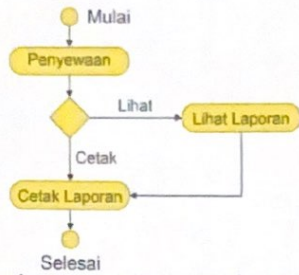 Mulai
Penyewaan
Lihat
Lihat Laporan
Cetak
Cetak Laporan
Selesai